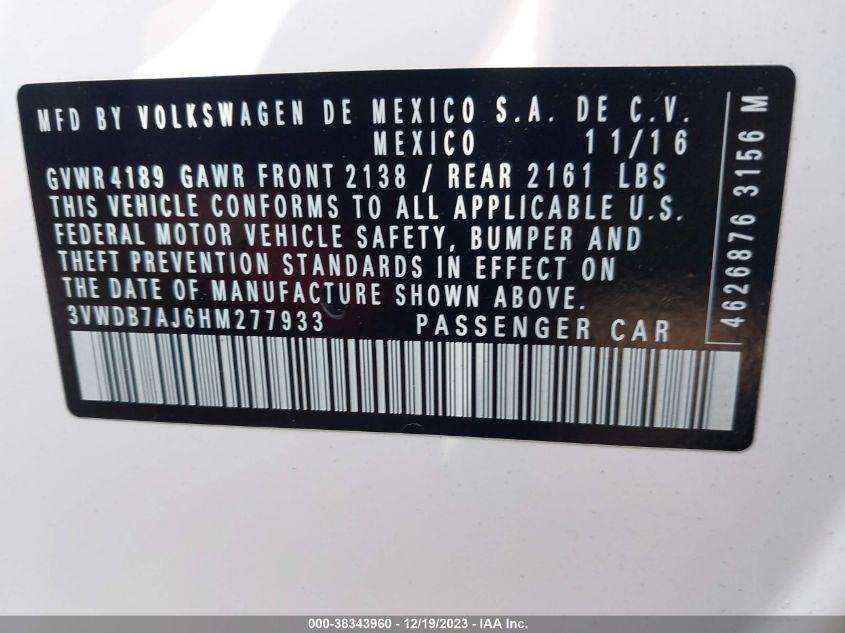 MFD BY VOLKSWAGEN DE MEXICO S.A. DE C.V.
MEXICO 11/16
GVWR 4189 GAWR FRONT 2138 / REAR 2161 LBS
THIS VEHICLE CONFORMS TO ALL APPLICABLE U.S.
FEDERAL MOTOR VEHICLE SAFETY, BUMPER AND
THEFT PREVENTION STANDARDS IN EFFECT ON
THE DATE OF MANUFACTURE SHOWN ABOVE.
3VWDB7AJ6HM277933 PASSENGER CAR
4626876 3156 M
000-38343960 - 12/19/2023 - IAA Inc.